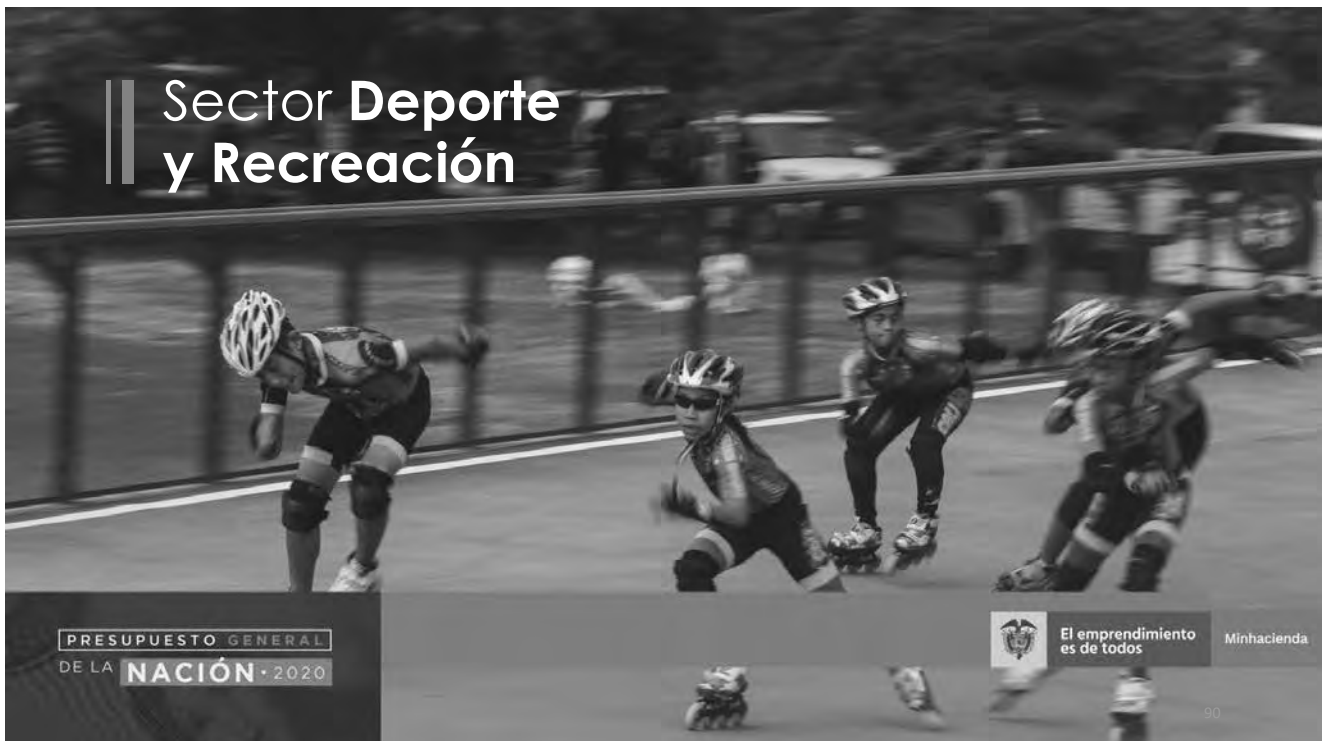 Sector Deporte
y Recreación
PRESUPUESTO GENERAL
DE LA NACIÓN · 2020
El emprendimiento
es de todos
Minhacienda
90